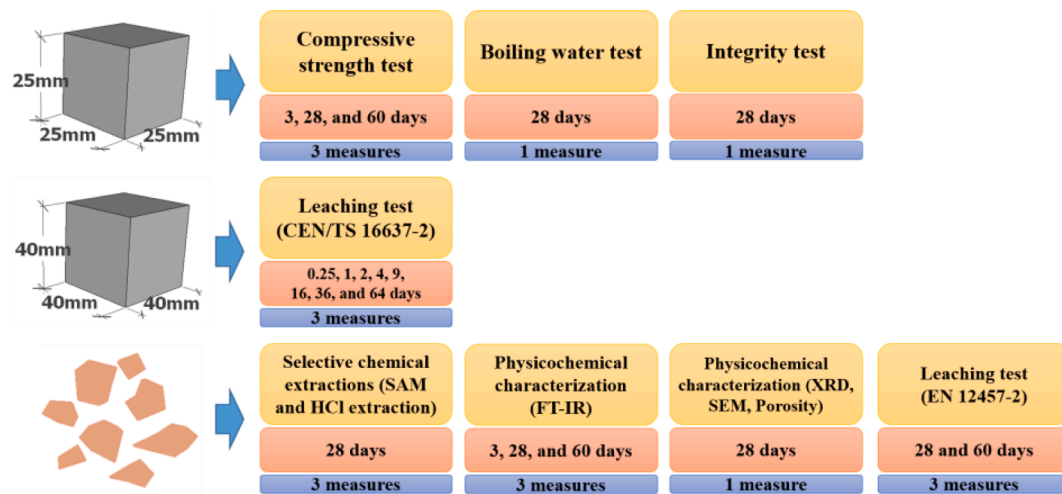 Compressive
strength test
Boiling water test
Integrity test
25mm
25mm
25mm
3, 28, and 60 days
28 days
28 days
3 measures
1 measure
1 measure
Leaching test
(CEN/TS 16637-2)
40mm
40mm
40mm
0.25, 1, 2, 4, 9,
16, 36, and 64 days
3 measures
Selective chemical
extractions (SAM
and HCl extraction)
Physicochemical
characterization
(FT-IR)
Physicochemical
characterization (XRD,
SEM, Porosity)
Leaching test
(EN 12457-2)
28 days
3, 28, and 60 days
28 days
28 and 60 days
3 measures
3 measures
1 measure
3 measures